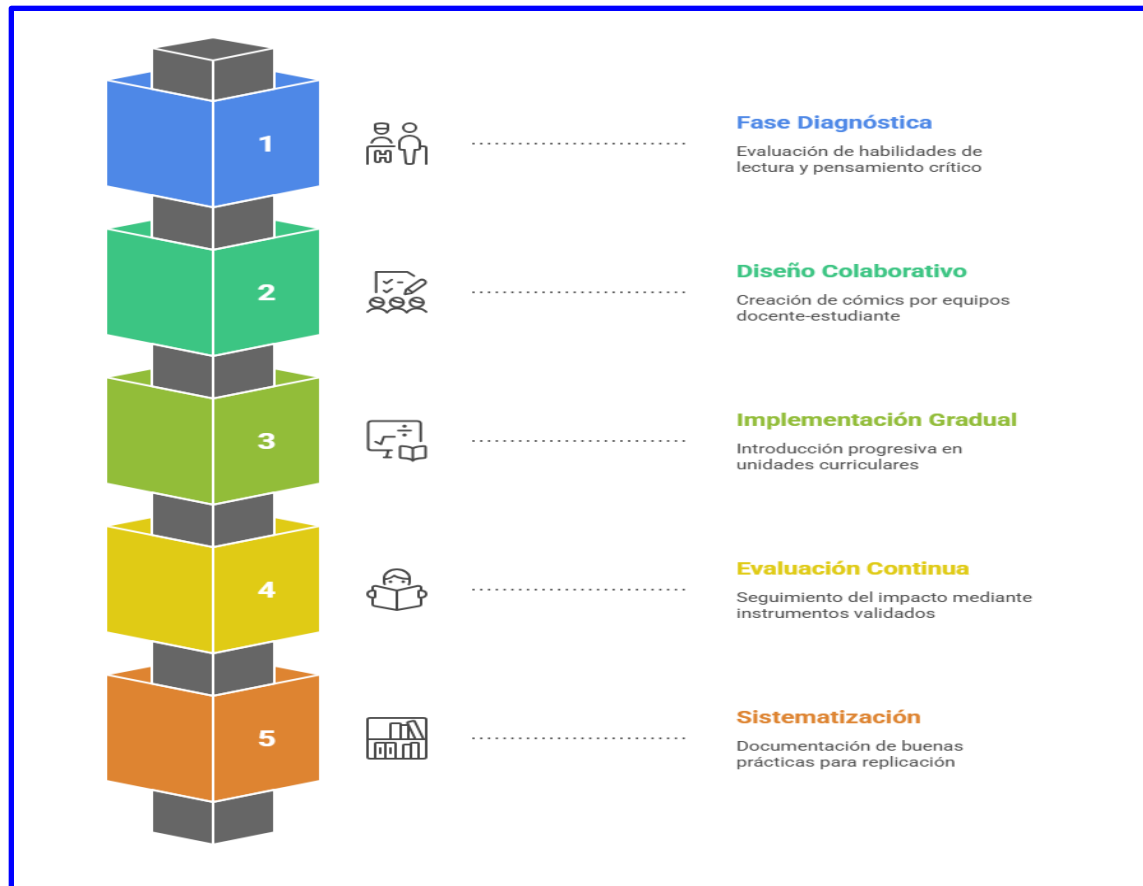 1
Fase Diagnóstica
Evaluación de habilidades de
lectura y pensamiento crítico
2
Diseño Colaborativo
Creación de cómics por equipos
docente-estudiante
3
Implementación Gradual
Introducción progresiva en
unidades curriculares
4
Evaluación Continua
Seguimiento del impacto mediante
instrumentos validados
5
Sistematización
Documentación de buenas
prácticas para replicación